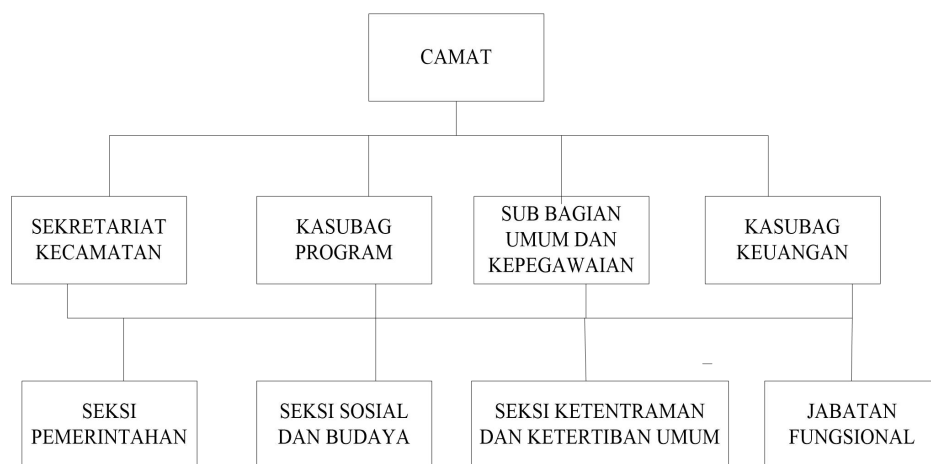 CAMAT
SEKRETARIAT
KECAMATAN
KASUBAG
PROGRAM
SUB BAGIAN
UMUM DAN
KEPEGAWAIAN
KASUBAG
KEUANGAN
SEKSI
PEMERINTAHAN
SEKSI SOSIAL
DAN BUDAYA
SEKSI KETENTRAMAN
DAN KETERTIBAN UMUM
JABATAN
FUNGSIONAL